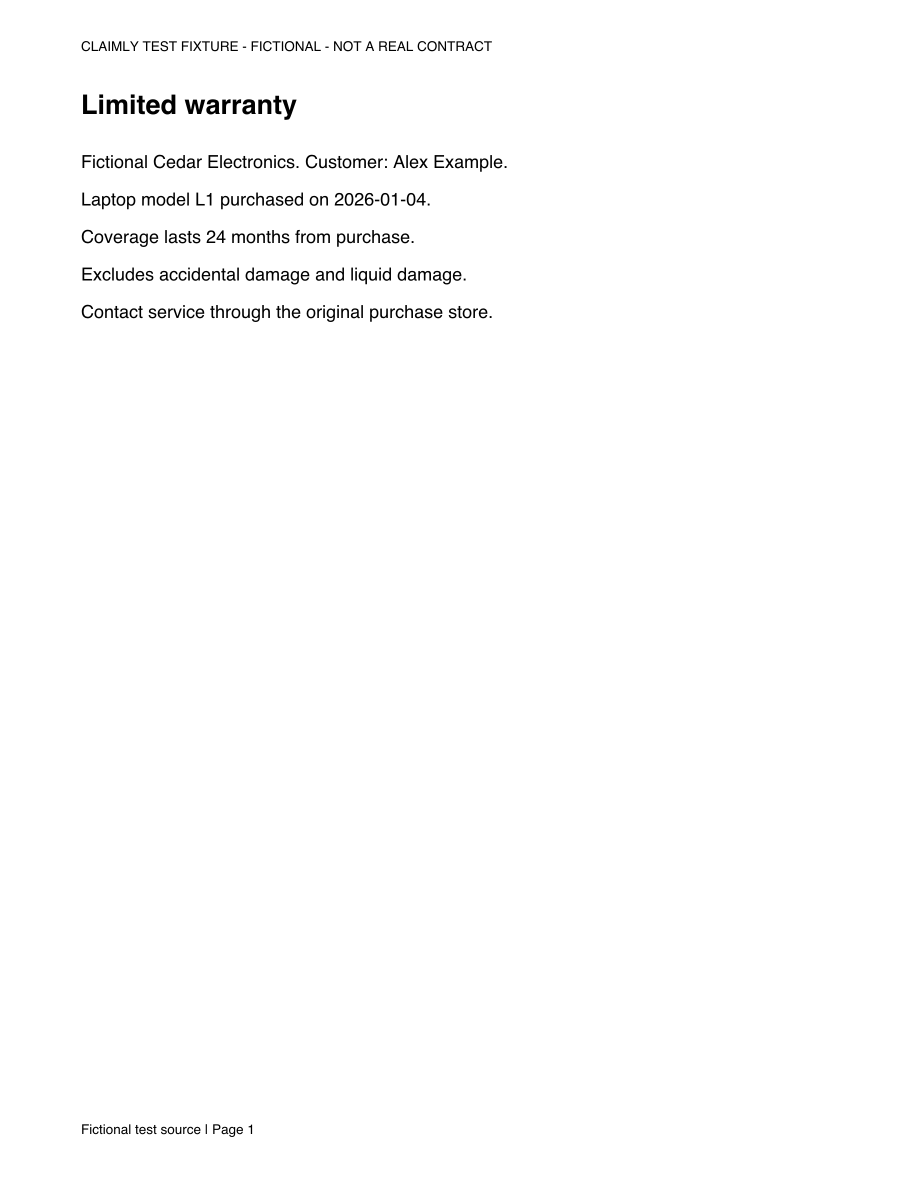 CLAIMLY TEST FIXTURE - FICTIONAL - NOT A REAL CONTRACT
Limited warranty
Fictional Cedar Electronics. Customer: Alex Example.
Laptop model L1 purchased on 2026-01-04.
Coverage lasts 24 months from purchase.
Excludes accidental damage and liquid damage.
Contact service through the original purchase store.
Fictional test source | Page 1